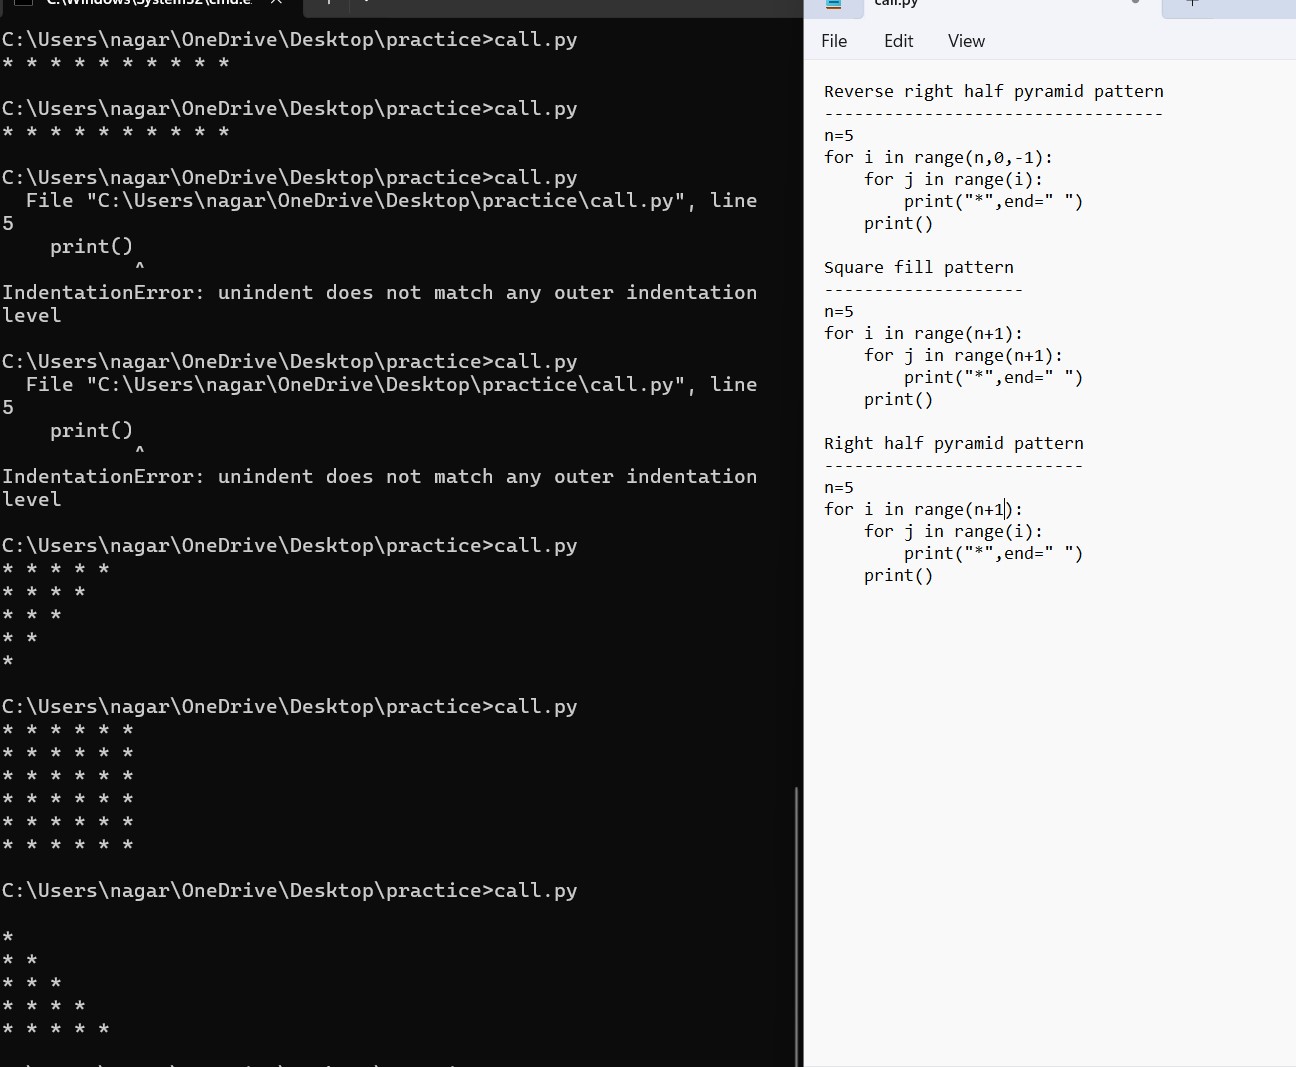 C:\Windows\System32\cmd.e
C:\Users\nagar\OneDrive\Desktop\practice>call.py
* * * * * * * * * *
C:\Users\nagar\OneDrive\Desktop\practice>call.py
* * * * * * * * * *
C:\Users\nagar\OneDrive\Desktop\practice>call.py
  File "C:\Users\nagar\OneDrive\Desktop\practice\call.py", line
5
    print()
           ^
IndentationError: unindent does not match any outer indentation
level
C:\Users\nagar\OneDrive\Desktop\practice>call.py
  File "C:\Users\nagar\OneDrive\Desktop\practice\call.py", line
5
    print()
           ^
IndentationError: unindent does not match any outer indentation
level
C:\Users\nagar\OneDrive\Desktop\practice>call.py
* * * * *
* * * *
* * *
* *
*
C:\Users\nagar\OneDrive\Desktop\practice>call.py
* * * * * *
* * * * * *
* * * * * *
* * * * * *
* * * * * *
* * * * * *
C:\Users\nagar\OneDrive\Desktop\practice>call.py
*
* *
* * *
* * * *
* * * * *
call.py
File Edit View
Reverse right half pyramid pattern
----------------------------------
n=5
for i in range(n,0,-1):
    for j in range(i):
        print("*",end=" ")
    print()
Square fill pattern
--------------------
n=5
for i in range(n+1):
    for j in range(n+1):
        print("*",end=" ")
    print()
Right half pyramid pattern
--------------------------
n=5
for i in range(n+1):
    for j in range(i):
        print("*",end=" ")
    print()